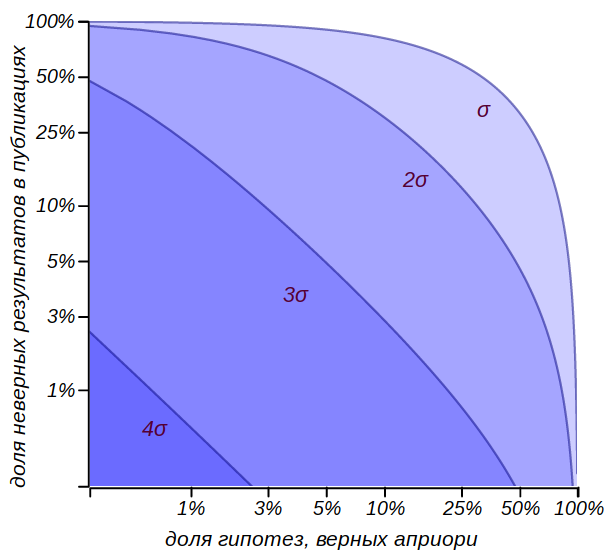 доля неверных результатов в публикациях
100%
50%
25%
10%
5%
3%
1%
σ
2σ
3σ
4σ
1% 3% 5% 10% 25% 50% 100%
доля гипотез, верных априори